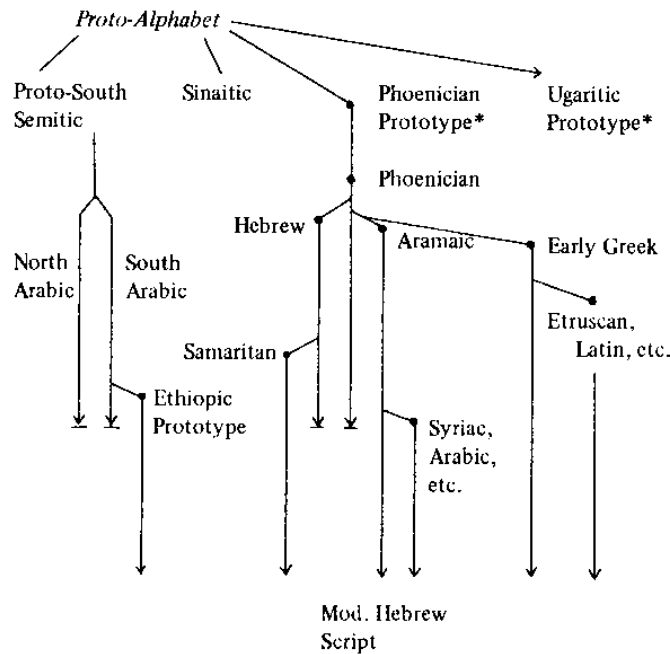 Proto-Alphabet
Proto-South
Semitic
Sinaitic
Phoenician
Prototype*
Ugaritic
Prototype*
Phoenician
Hebrew
Aramaic
Early Greek
North
Arabic
South
Arabic
Etruscan,
Latin, etc.
Samaritan
Ethiopic
Prototype
Syriac,
Arabic,
etc.
Mod. Hebrew
Script